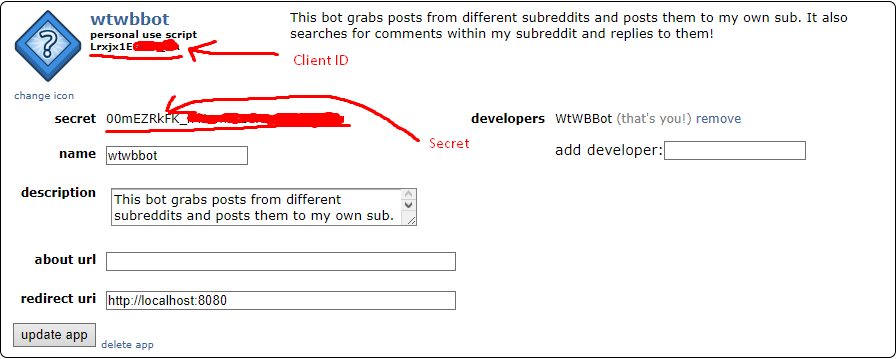 wtwbbot
personal use script
Lrxjx1E
change icon
This bot grabs posts from different subreddits and posts them to my own sub. It also
searches for comments within my subreddit and replies to them!
Client ID
secret 00mEZRkFK_
Secret
developers WtWBBot (that's you!) remove
add developer:
name wtwbbot
description This bot grabs posts from different
subreddits and posts them to my own sub.
about url
redirect uri http://localhost:8080
update app delete app